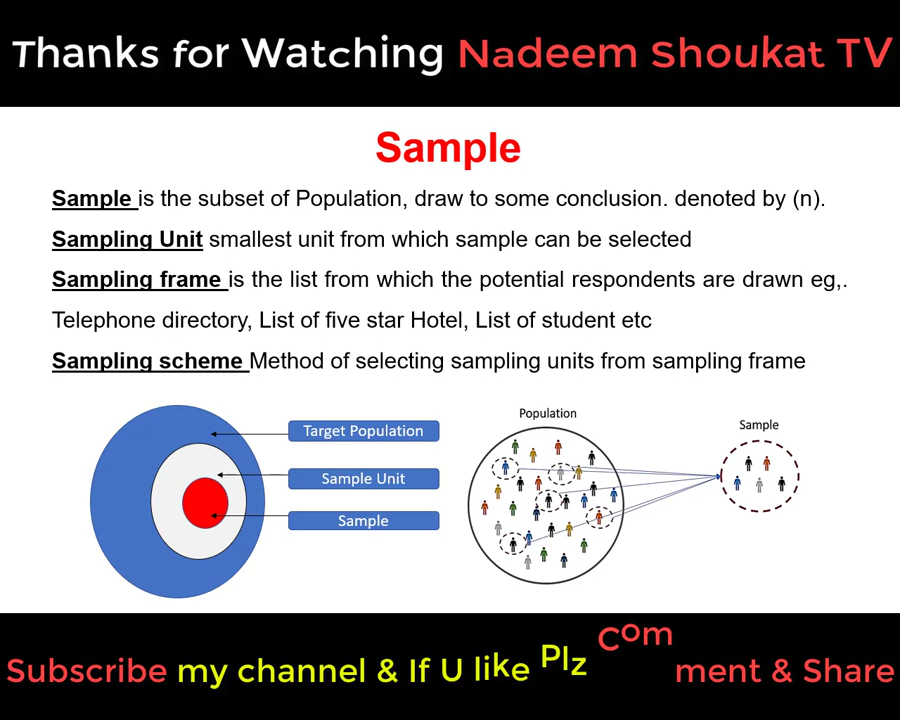 Thanks for Watching Nadeem Shoukat TV
Sample
Sample is the subset of Population, draw to some conclusion. denoted by (n).
Sampling Unit smallest unit from which sample can be selected
Sampling frame is the list from which the potential respondents are drawn eg,.
Telephone directory, List of five star Hotel, List of student etc
Sampling scheme Method of selecting sampling units from sampling frame
Target Population
Sample Unit
Sample
Population
Sample
Subscribe my channel & If U like Plz Comment & Share